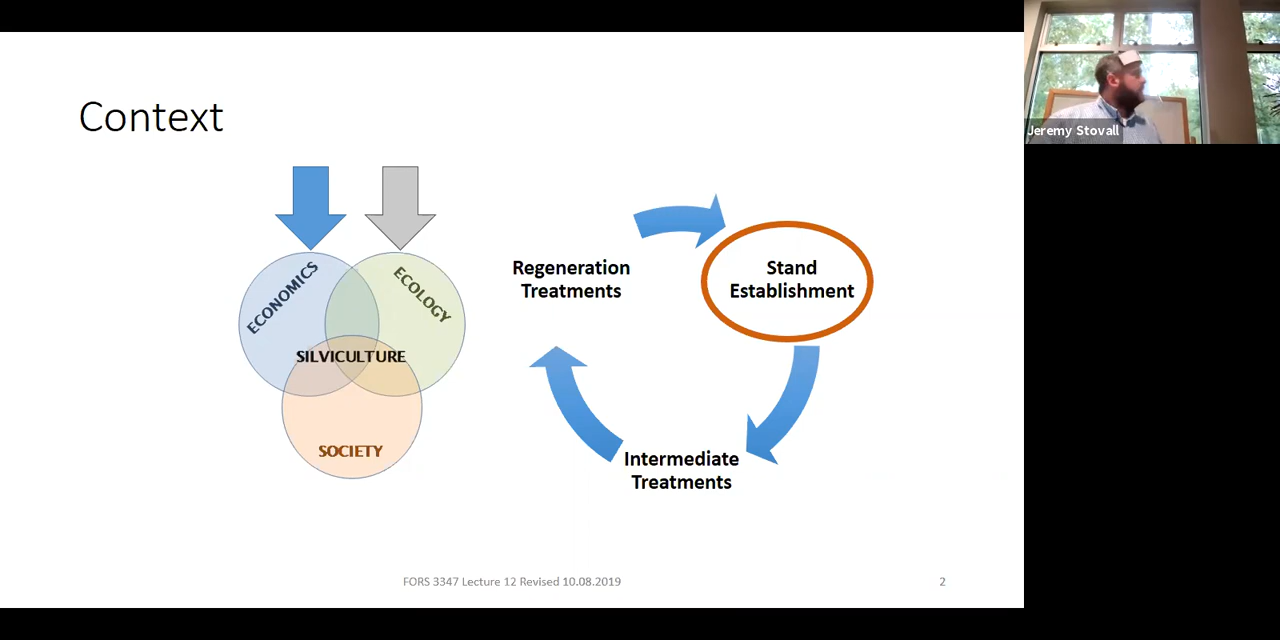 Context
ECONOMICS
ECOLOGY
SILVICULTURE
SOCIETY
Regeneration
Treatments
Stand
Establishment
Intermediate
Treatments
FORS 3347 Lecture 12 Revised 10.08.2019
2
Jeremy Stovall